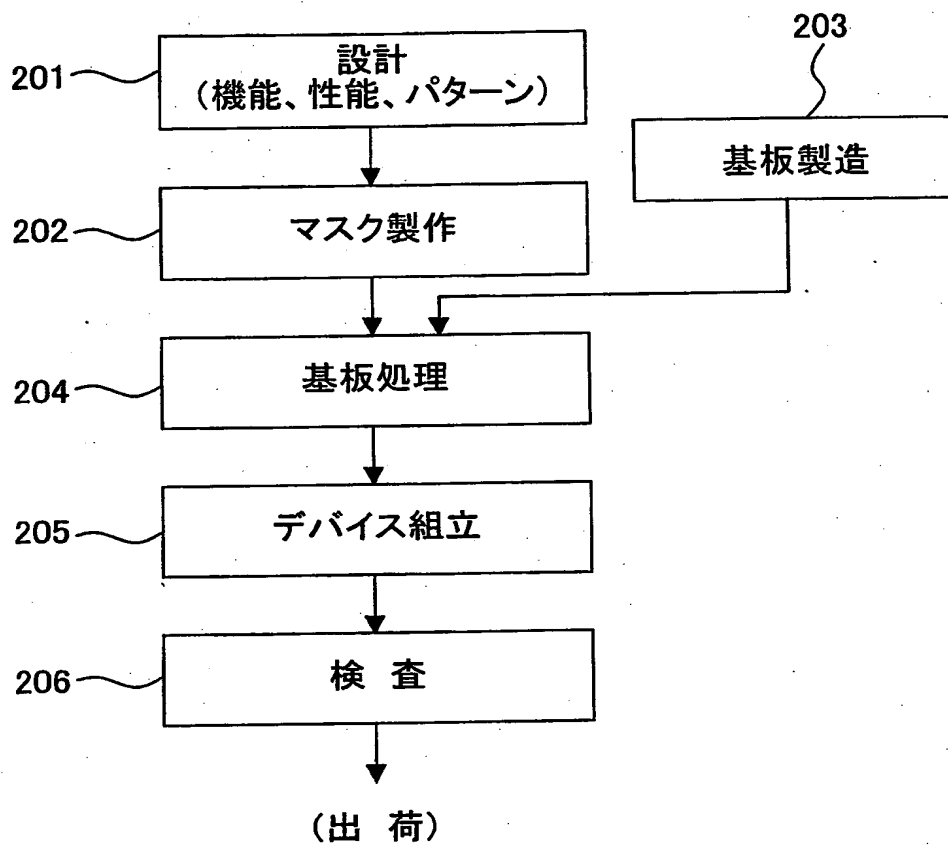 201
設計
（機能、性能、パターン）
203
基板製造
202
マスク製作
204
基板処理
205
デバイス組立
206
検 査
（出 荷）